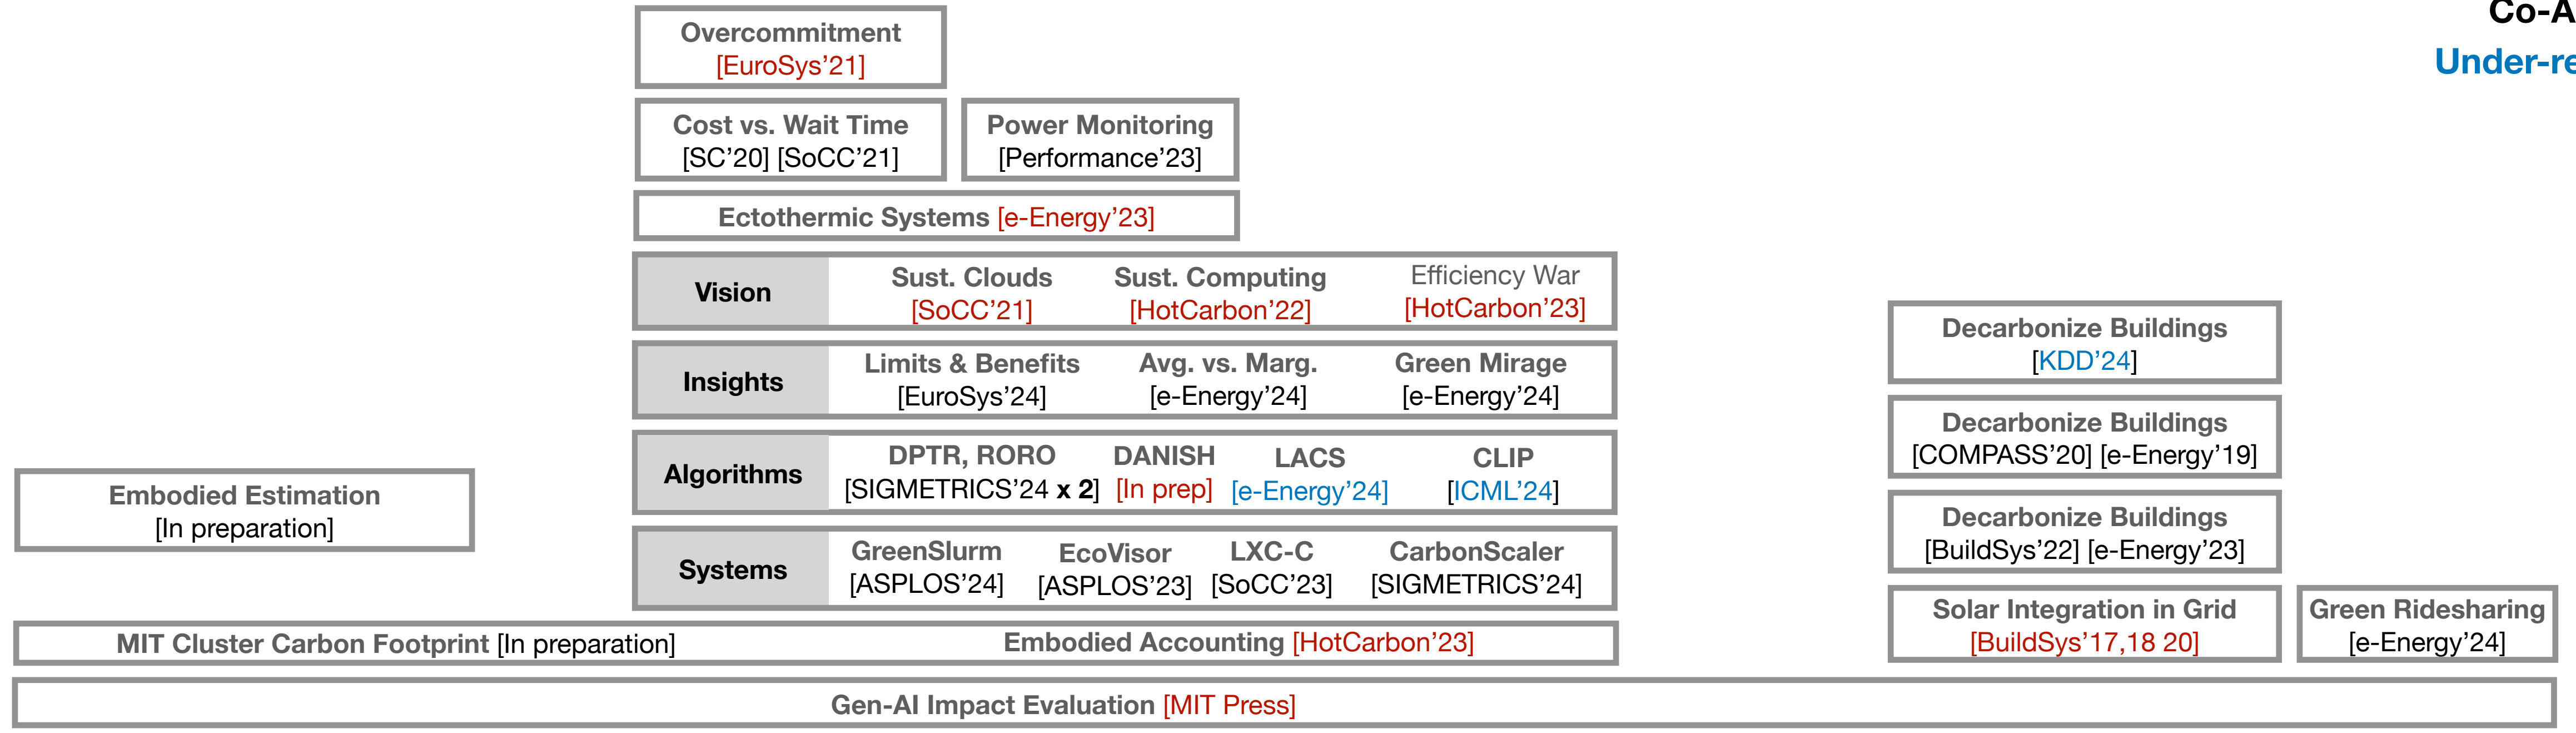 Co-A
Under-re
Overcommitment
[EuroSys’21]
Cost vs. Wait Time
[SC’20] [SoCC’21]
Power Monitoring
[Performance’23]
Ectothermic Systems [e-Energy’23]
Vision
Sust. Clouds
[SoCC’21]
Sust. Computing
[HotCarbon’22]
Efficiency War
[HotCarbon’23]
Insights
Limits & Benefits
[EuroSys’24]
Avg. vs. Marg.
[e-Energy’24]
Green Mirage
[e-Energy’24]
Algorithms
DPTR, RORO
[SIGMETRICS’24 x 2]
DANISH
[In prep]
LACS
[e-Energy’24]
CLIP
[ICML’24]
Systems
GreenSlurm
[ASPLOS’24]
EcoVisor
[ASPLOS’23]
LXC-C
[SoCC’23]
CarbonScaler
[SIGMETRICS’24]
Embodied Estimation
[In preparation]
MIT Cluster Carbon Footprint [In preparation]
Embodied Accounting [HotCarbon’23]
Decarbonize Buildings
[KDD’24]
Decarbonize Buildings
[COMPASS’20] [e-Energy’19]
Decarbonize Buildings
[BuildSys’22] [e-Energy’23]
Solar Integration in Grid
[BuildSys’17,18 20]
Green Ridesharing
[e-Energy’24]
Gen-AI Impact Evaluation [MIT Press]